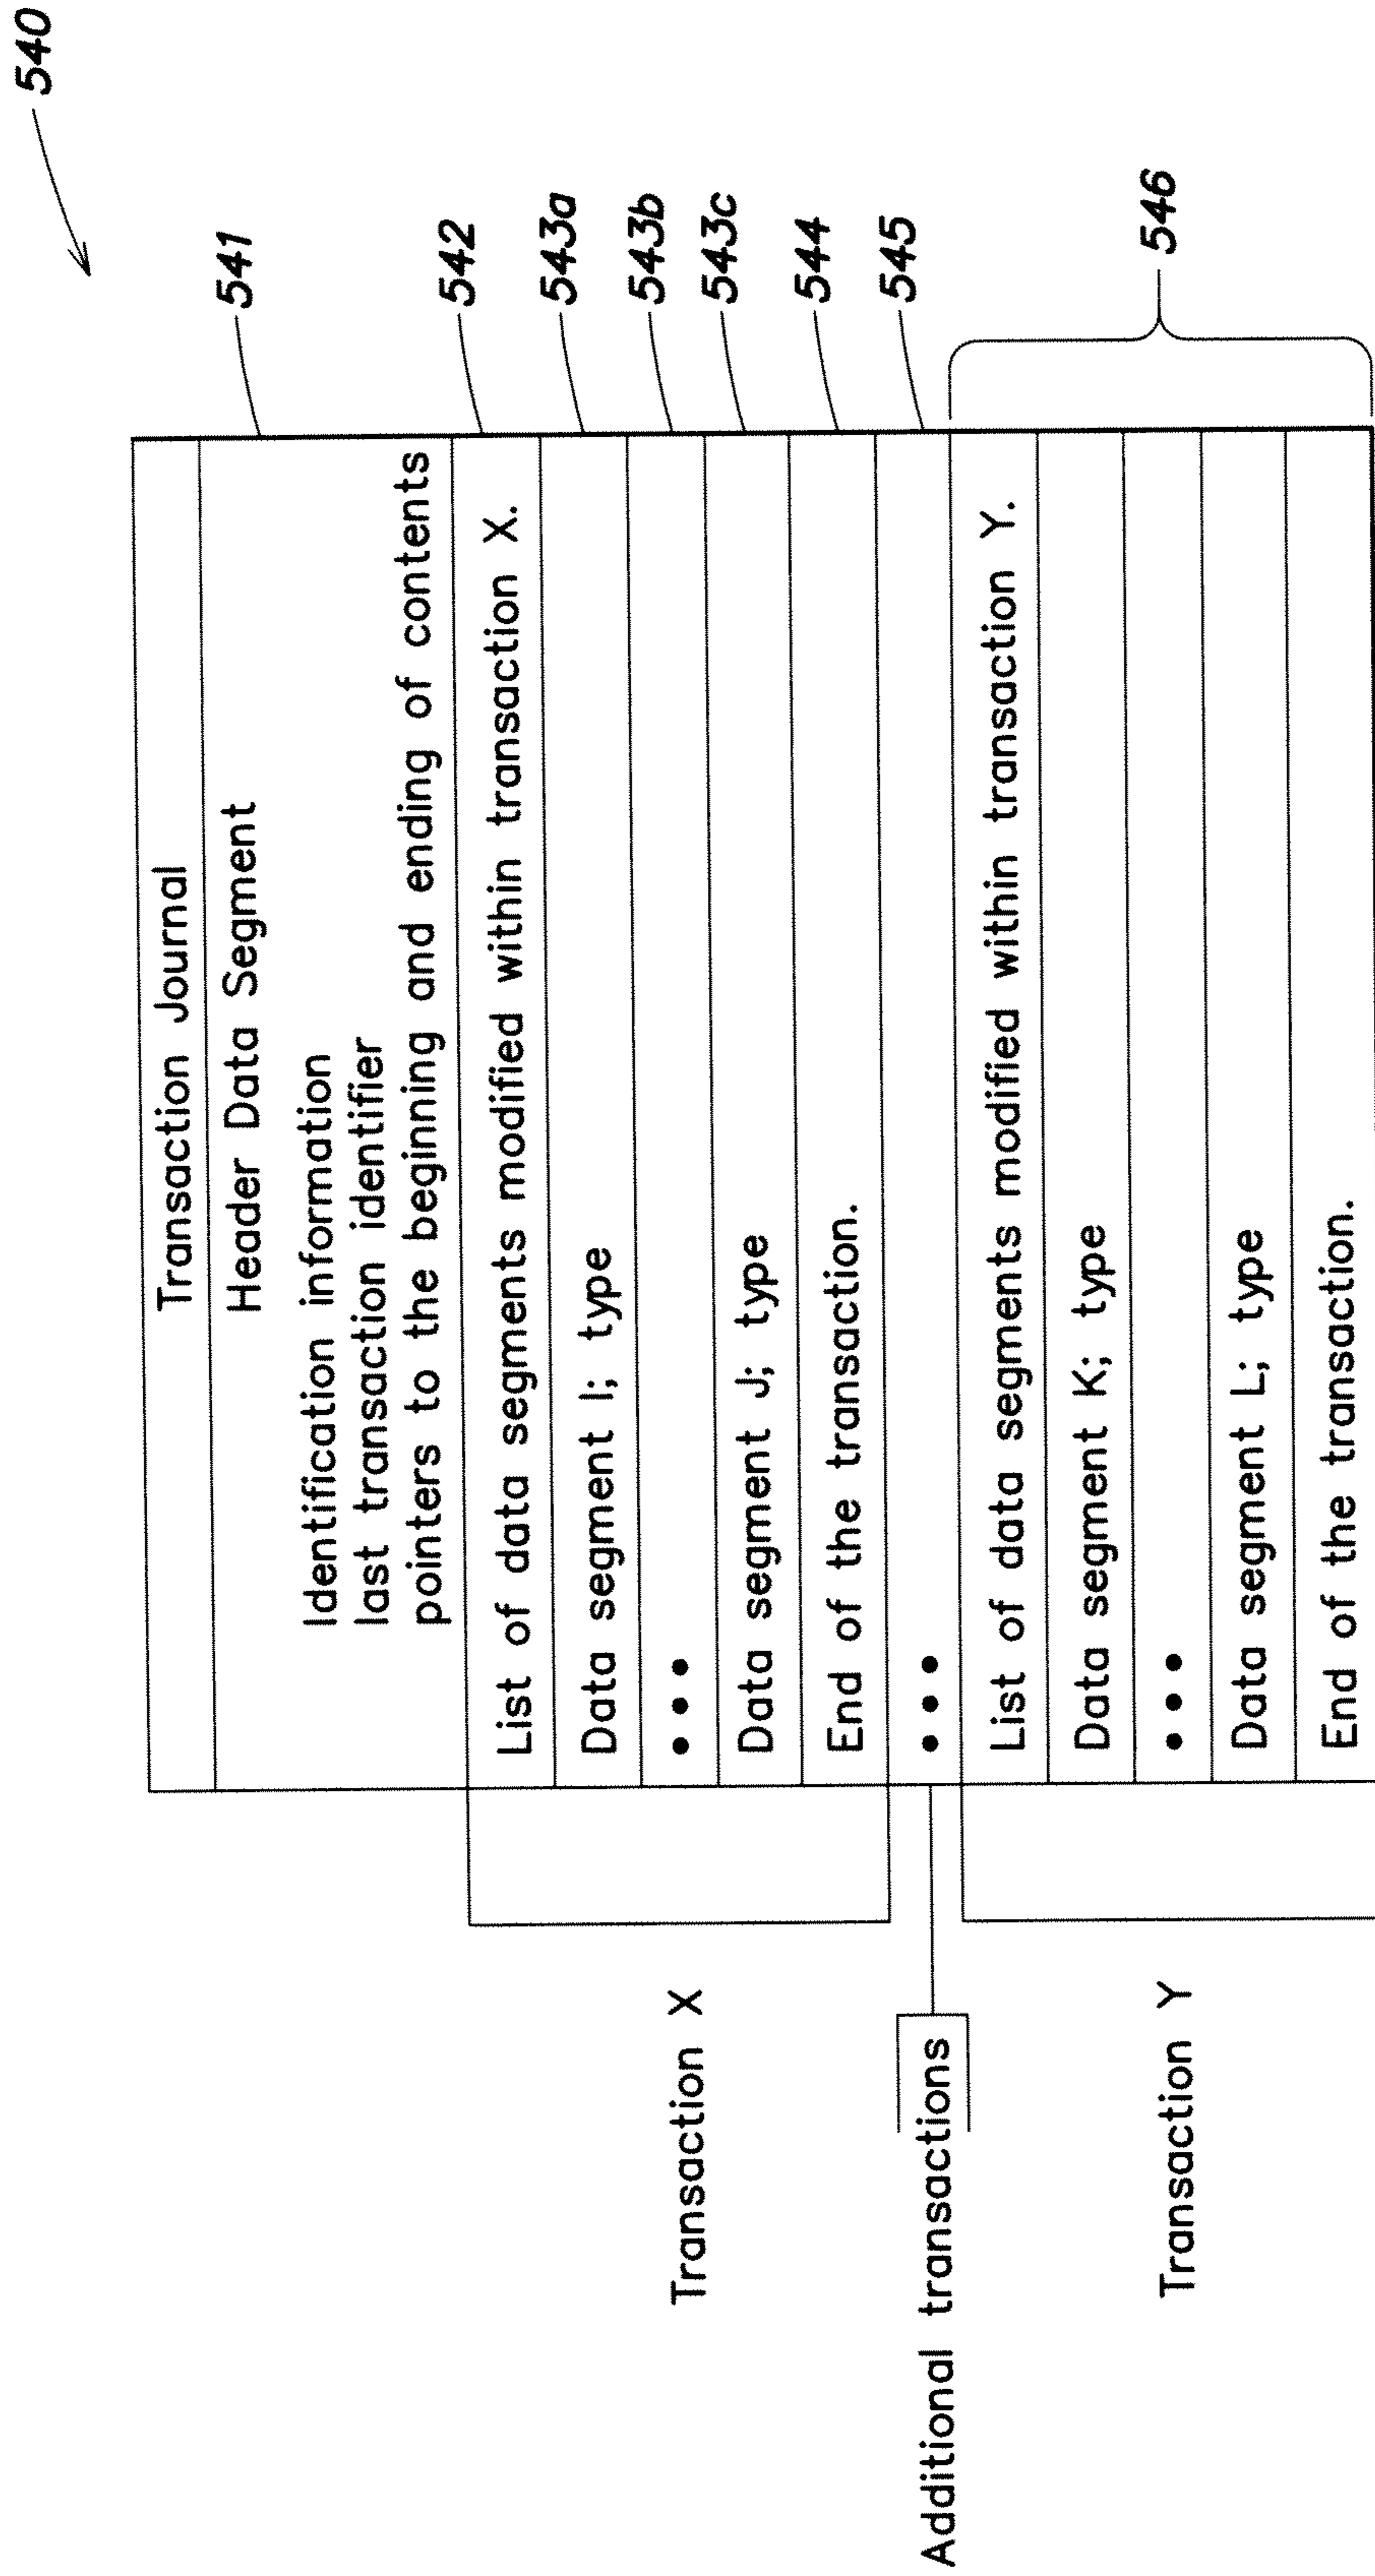 540
Transaction Journal
Header Data Segment
541
Identification information
last transaction identifier
pointers to the beginning and ending of contents
List of data segments modified within transaction X.
542
Data segment I; type
543a
•••
543b
Transaction X
Data segment J; type
543c
End of the transaction.
544
Additional transactions
•••
545
List of data segments modified within transaction Y.
Data segment K; type
•••
Transaction Y
546
Data segment L; type
End of the transaction.